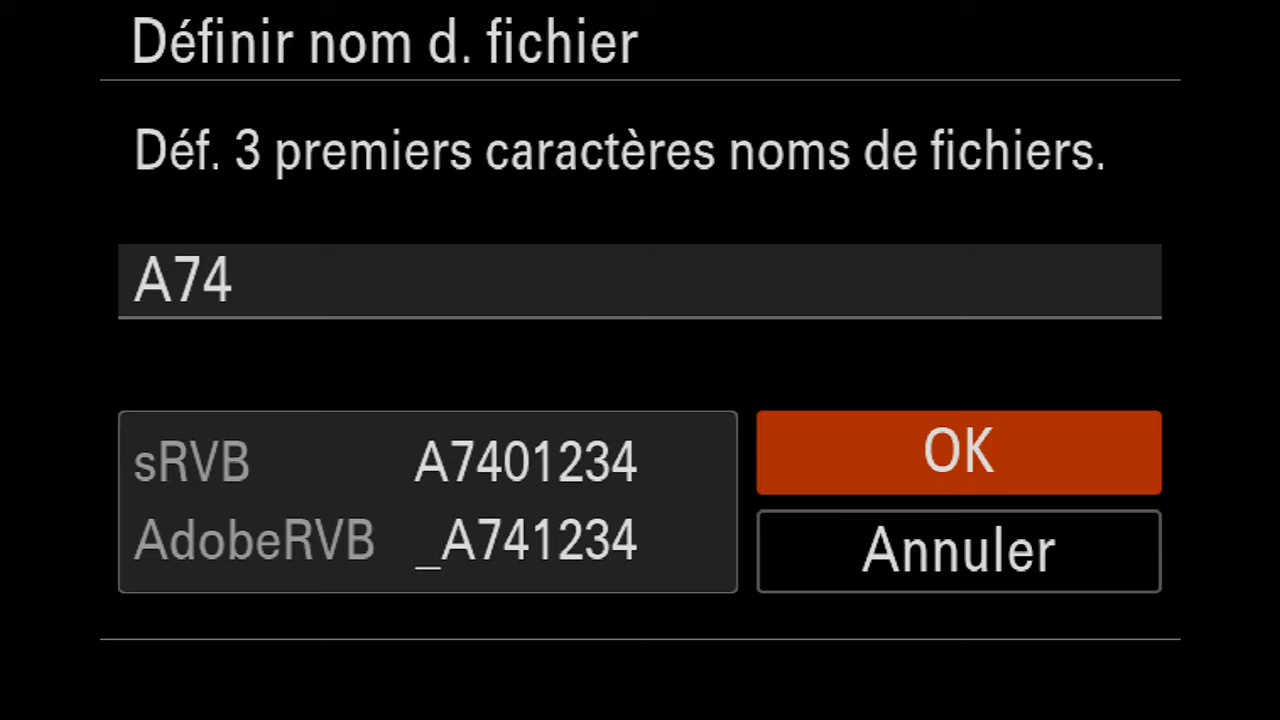 Définir nom d. fichier
Déf. 3 premiers caractères noms de fichiers.
A74
sRVB A7401234
AdobeRVB _A741234
OK
Annuler